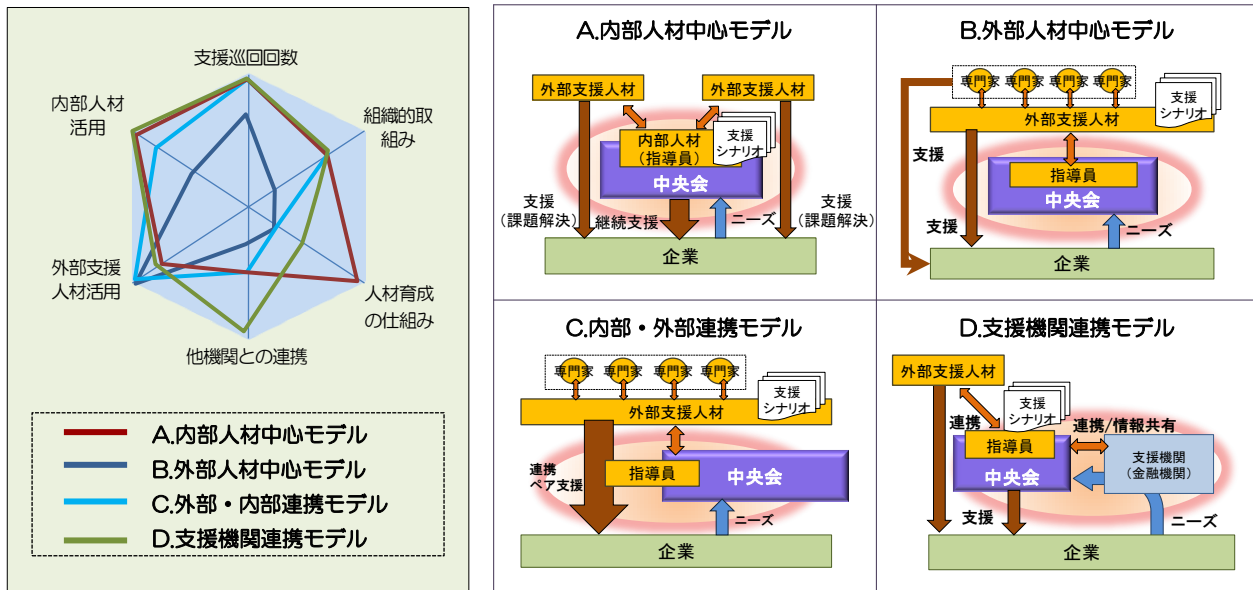 支援巡回回数
内部人材
活用
組織的取
組み
外部支援
人材活用
人材育成
の仕組み
他機関との連携
A.内部人材中心モデル
B.外部人材中心モデル
C.外部・内部連携モデル
D.支援機関連携モデル
A.内部人材中心モデル
外部支援人材
外部支援人材
内部人材
(指導員)
支援
シナリオ
中央会
支援
(課題解決)
継続支援
ニーズ
支援
(課題解決)
企業
B.外部人材中心モデル
専門家
専門家
専門家
専門家
支援
シナリオ
外部支援人材
支援
指導員
中央会
支援
ニーズ
企業
C.内部・外部連携モデル
専門家
専門家
専門家
専門家
支援
シナリオ
外部支援人材
連携
ペア支援
指導員
中央会
ニーズ
企業
D.支援機関連携モデル
外部支援人材
支援
シナリオ
連携
連携/情報共有
指導員
中央会
支援機関
(金融機関)
支援
ニーズ
企業